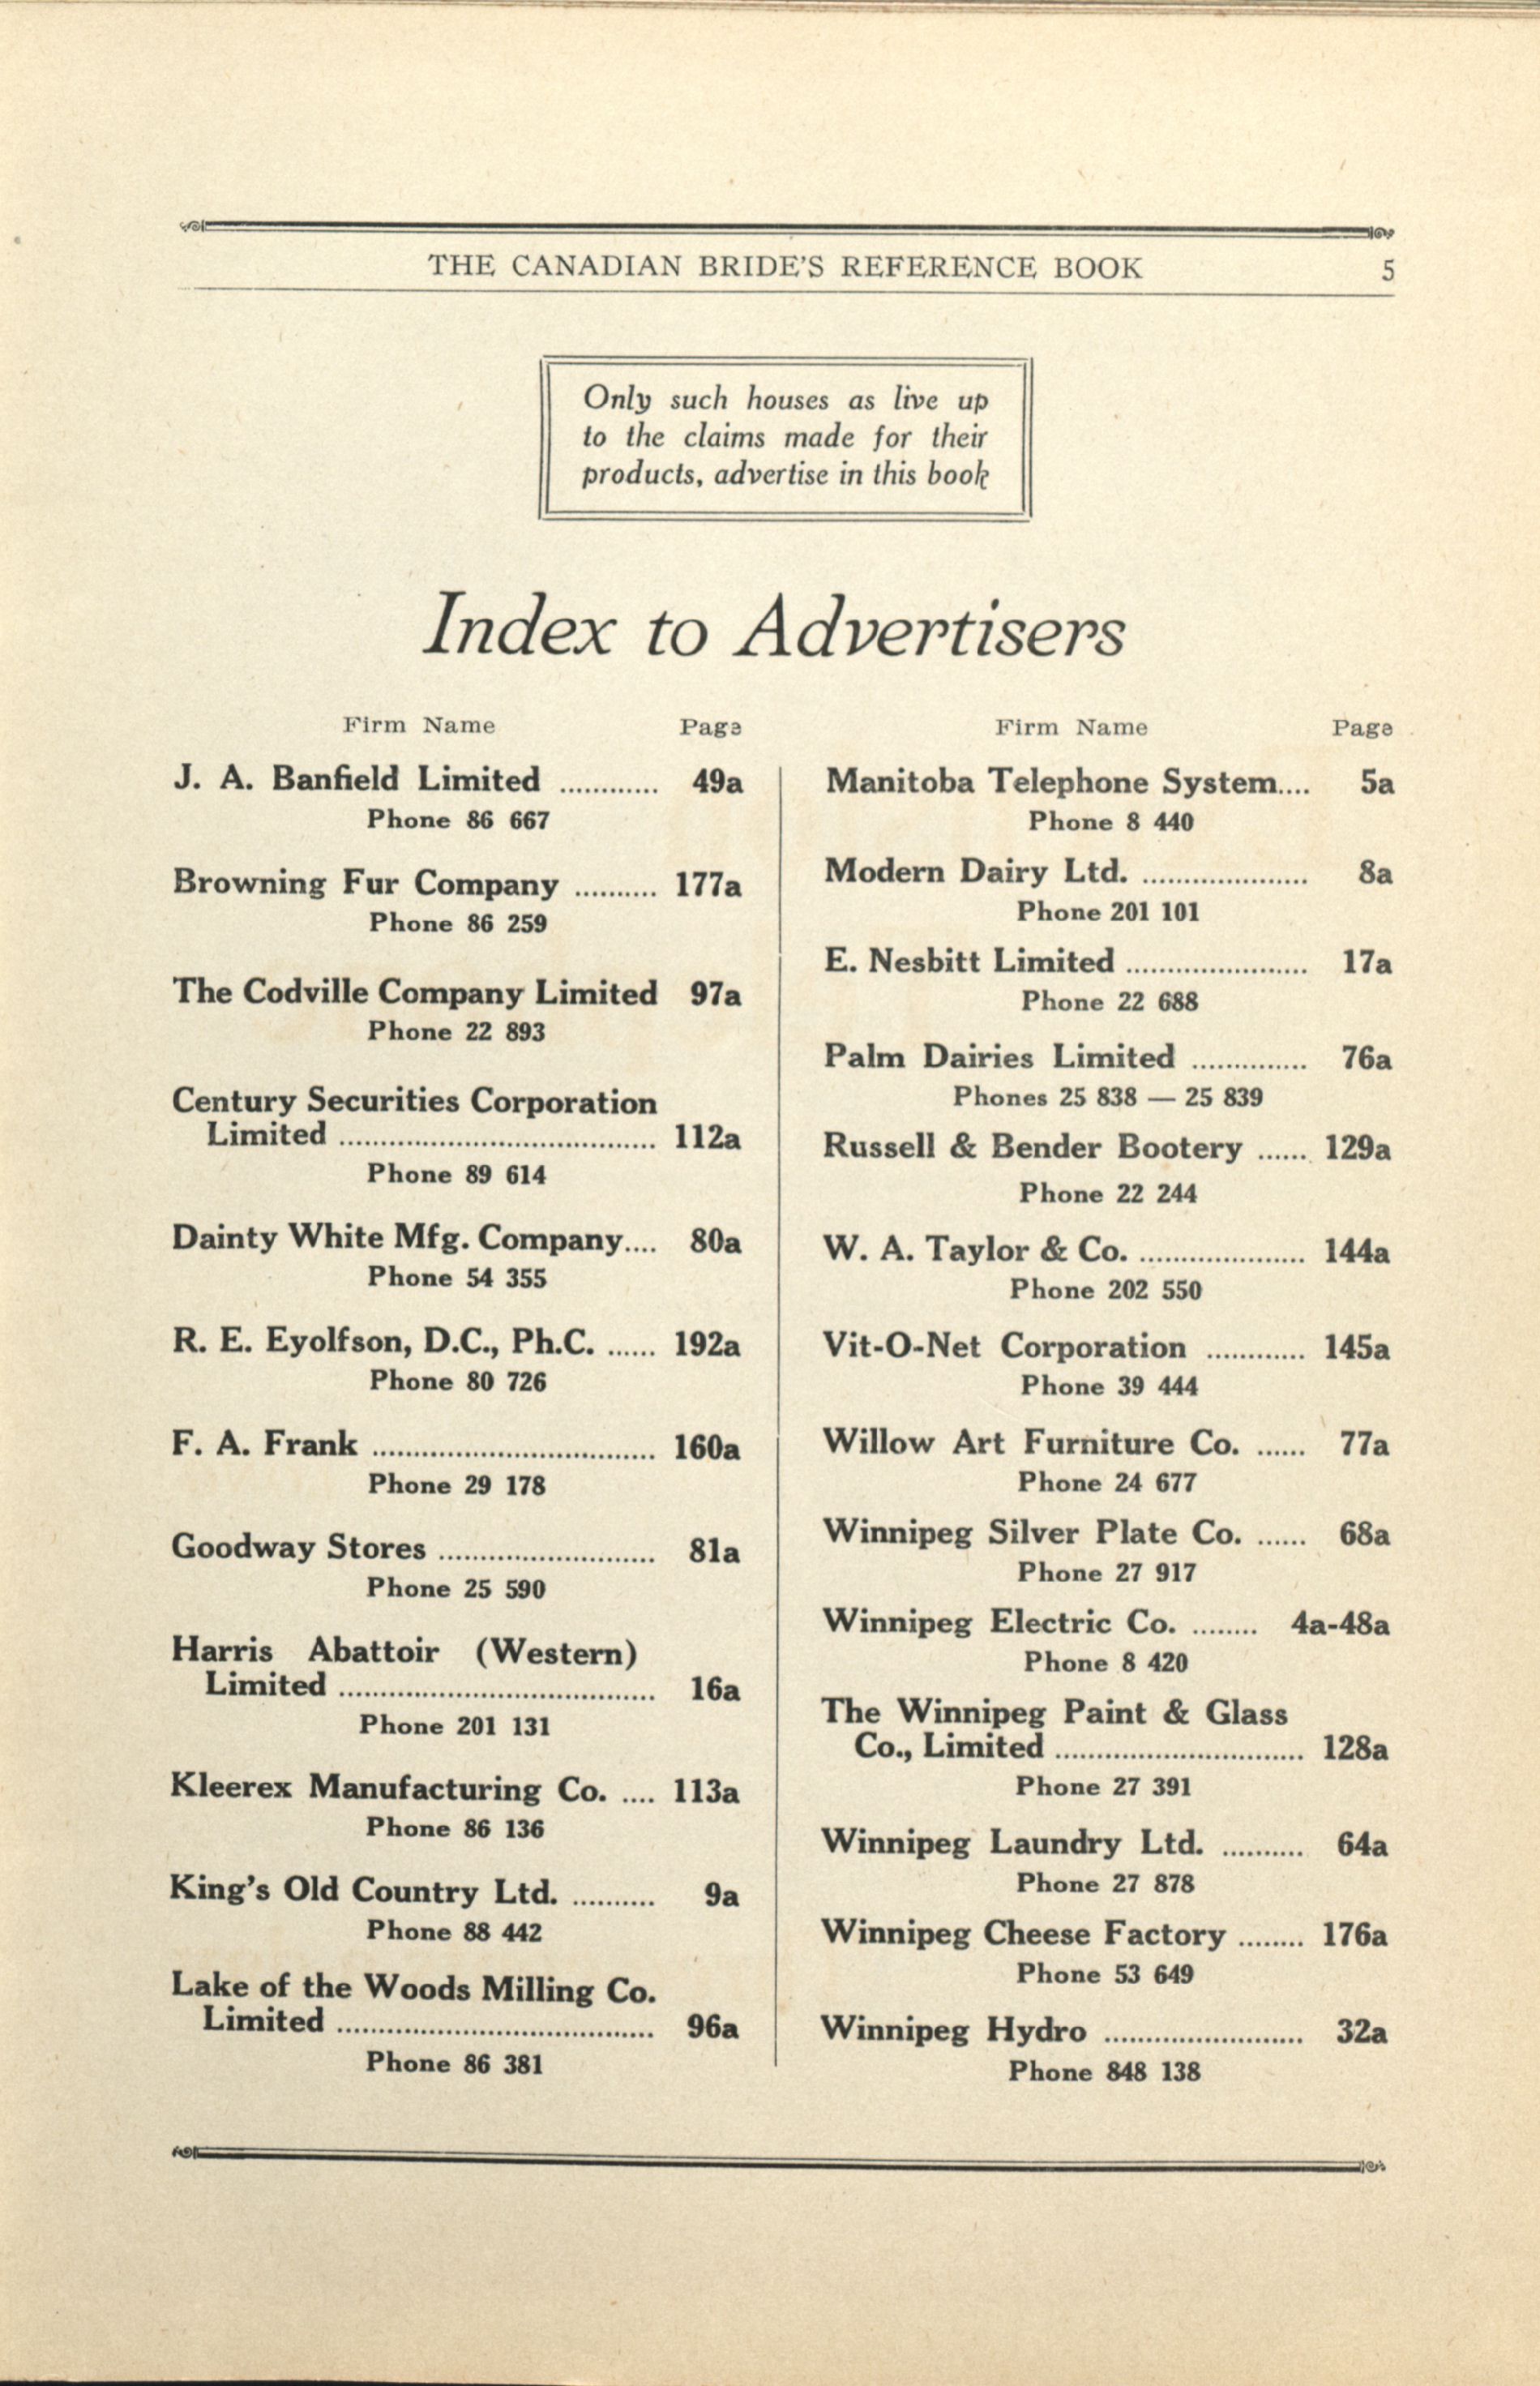 THE CANADIAN BRIDE'S REFERENCE BOOK 5
Only such houses as live up
to the claims made for their
products, advertise in this book
Index to Advertisers
Firm Name Page
J. A. Banfield Limited ............ 49a
Phone 86 667
Browning Fur Company .......... 177a
Phone 86 259
The Codville Company Limited 97a
Phone 22 893
Century Securities Corporation
Limited ...................................... 112a
Phone 89 614
Dainty White Mfg. Company.... 80a
Phone 54 355
R. E. Eyolfson, D.C., Ph.C. ...... 192a
Phone 80 726
F. A. Frank .................................. 160a
Phone 29 178
Goodway Stores .......................... 81a
Phone 25 590
Harris Abattoir (Western)
Limited ...................................... 16a
Phone 201 131
Kleerex Manufacturing Co. .... 113a
Phone 86 136
King's Old Country Ltd. .......... 9a
Phone 88 442
Lake of the Woods Milling Co.
Limited ...................................... 96a
Phone 86 381
Firm Name Page
Manitoba Telephone System.... 5a
Phone 8 440
Modern Dairy Ltd. .................... 8a
Phone 201 101
E. Nesbitt Limited ...................... 17a
Phone 22 688
Palm Dairies Limited .............. 76a
Phones 25 838 — 25 839
Russell & Bender Bootery ...... 129a
Phone 22 244
W. A. Taylor & Co. .................... 144a
Phone 202 550
Vit-O-Net Corporation ............ 145a
Phone 39 444
Willow Art Furniture Co. ...... 77a
Phone 24 677
Winnipeg Silver Plate Co. ...... 68a
Phone 27 917
Winnipeg Electric Co. ........ 4a-48a
Phone 8 420
The Winnipeg Paint & Glass
Co., Limited .............................. 128a
Phone 27 391
Winnipeg Laundry Ltd. .......... 64a
Phone 27 878
Winnipeg Cheese Factory ........ 176a
Phone 53 649
Winnipeg Hydro ........................ 32a
Phone 848 138